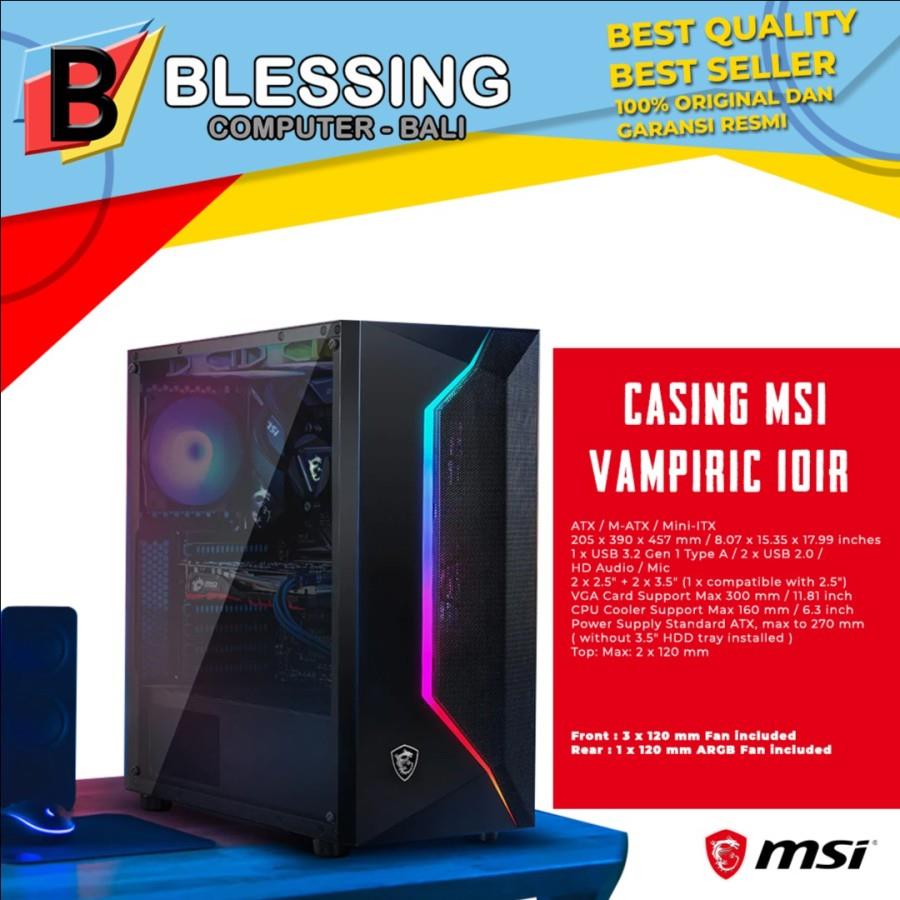 B
BLESSING
COMPUTER - BALI
BEST QUALITY
BEST SELLER
100% ORIGINAL DAN
GARANSI RESMI
CASING MSI
VAMPIRIC 101R
ATX / M-ATX / Mini-ITX
205 x 390 x 457 mm / 8.07 x 15.35 x 17.99 inches
1 x USB 3.2 Gen 1 Type A / 2 x USB 2.0 /
HD Audio / Mic
2 x 2.5" + 2 x 3.5" (1 x compatible with 2.5")
VGA Card Support Max 300 mm / 11.81 inch
CPU Cooler Support Max 160 mm / 6.3 inch
Power Supply Standard ATX, max to 270 mm
( without 3.5" HDD tray installed )
Top: Max: 2 x 120 mm
Front : 3 x 120 mm Fan included
Rear : 1 x 120 mm ARGB Fan included
msi